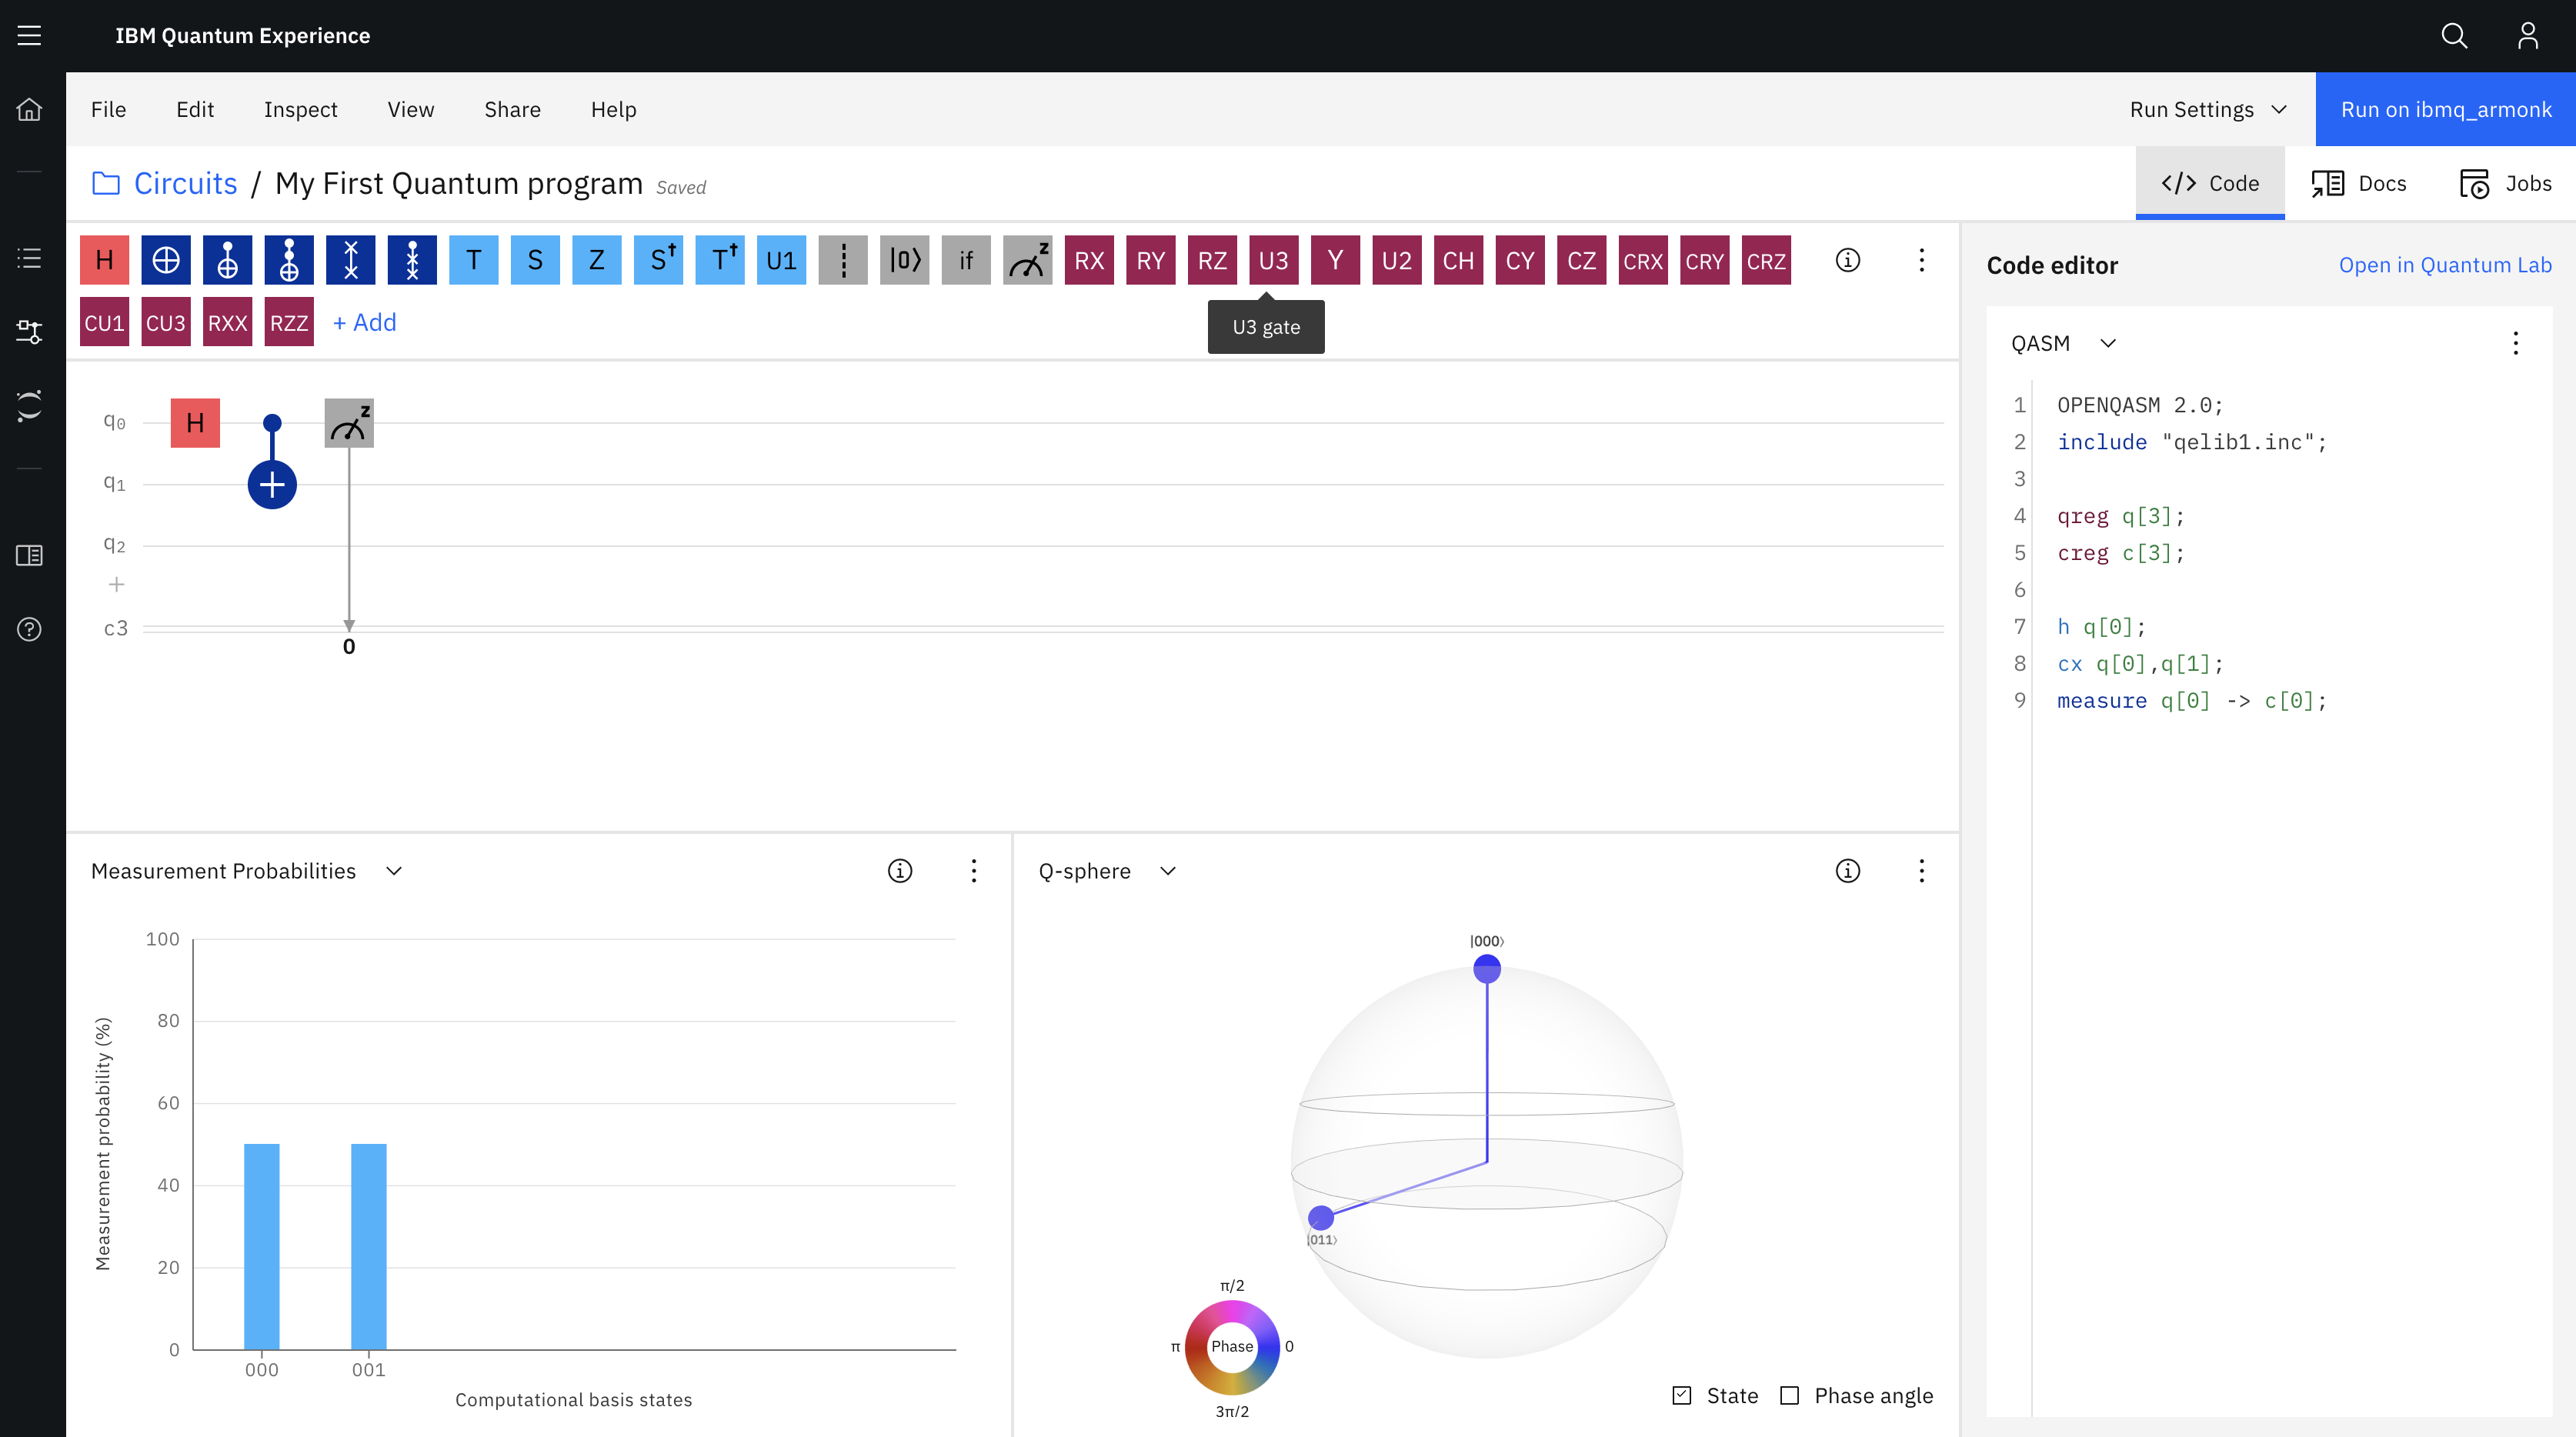 IBM Quantum Experience
File Edit Inspect View Share Help Run Settings Run on ibmq_armonk
Circuits / My First Quantum program Saved
</> Code Docs Jobs
H T S Z S† T† U1 |0⟩ if z RX RY RZ U3 Y U2 CH CY CZ CRX CRY CRZ
CU1 CU3 RXX RZZ + Add
U3 gate
q0 H z
q1
q2
+
c3
0
Measurement Probabilities
Measurement probability (%)
100
80
60
40
20
0
000 001
Computational basis states
Q-sphere
|000⟩
|011⟩
π/2
π Phase 0
3π/2
State Phase angle
Code editor Open in Quantum Lab
QASM
1 OPENQASM 2.0;
2 include "qelib1.inc";
3
4 qreg q[3];
5 creg c[3];
6
7 h q[0];
8 cx q[0],q[1];
9 measure q[0] -> c[0];